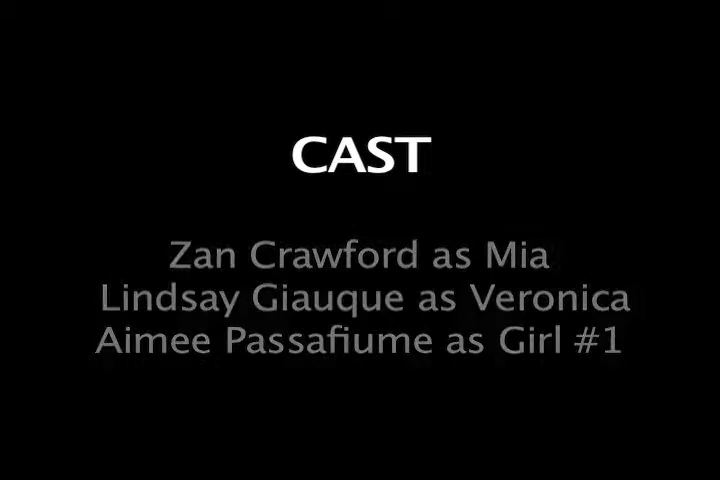 CAST
Zan Crawford as Mia
Lindsay Giauque as Veronica
Aimee Passafiume as Girl #1